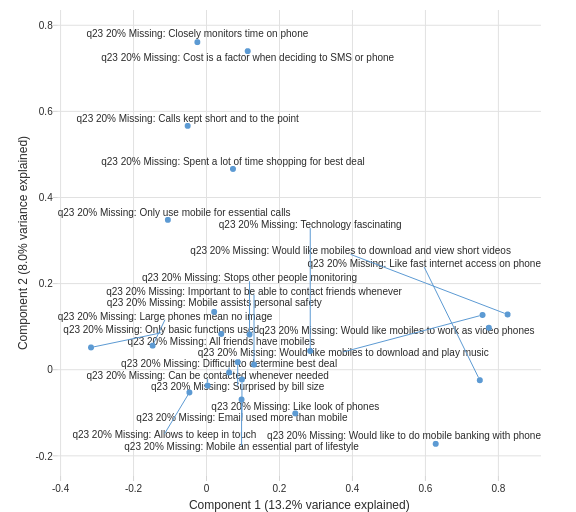 0.8
q23 20% Missing: Closely monitors time on phone
q23 20% Missing: Cost is a factor when deciding to SMS or phone
0.6
q23 20% Missing: Calls kept short and to the point
q23 20% Missing: Spent a lot of time shopping for best deal
0.4
q23 20% Missing: Only use mobile for essential calls
q23 20% Missing: Technology fascinating
q23 20% Missing: Would like mobiles to download and view short videos
q23 20% Missing: Like fast internet access on phone
q23 20% Missing: Stops other people monitoring
0.2
q23 20% Missing: Important to be able to contact friends whenever
q23 20% Missing: Mobile assists personal safety
q23 20% Missing: Large phones mean no image
q23 20% Missing: Only basic functions used
q23 20% Missing: Would like mobiles to work as video phones
q23 20% Missing: All friends have mobiles
q23 20% Missing: Would like mobiles to download and play music
q23 20% Missing: Difficult to determine best deal
0
q23 20% Missing: Can be contacted whenever needed
q23 20% Missing: Surprised by bill size
q23 20% Missing: Like look of phones
q23 20% Missing: Email used more than mobile
q23 20% Missing: Allows to keep in touch
q23 20% Missing: Would like to do mobile banking with phone
q23 20% Missing: Mobile an essential part of lifestyle
-0.2
-0.4 -0.2 0 0.2 0.4 0.6 0.8
Component 1 (13.2% variance explained)
Component 2 (8.0% variance explained)